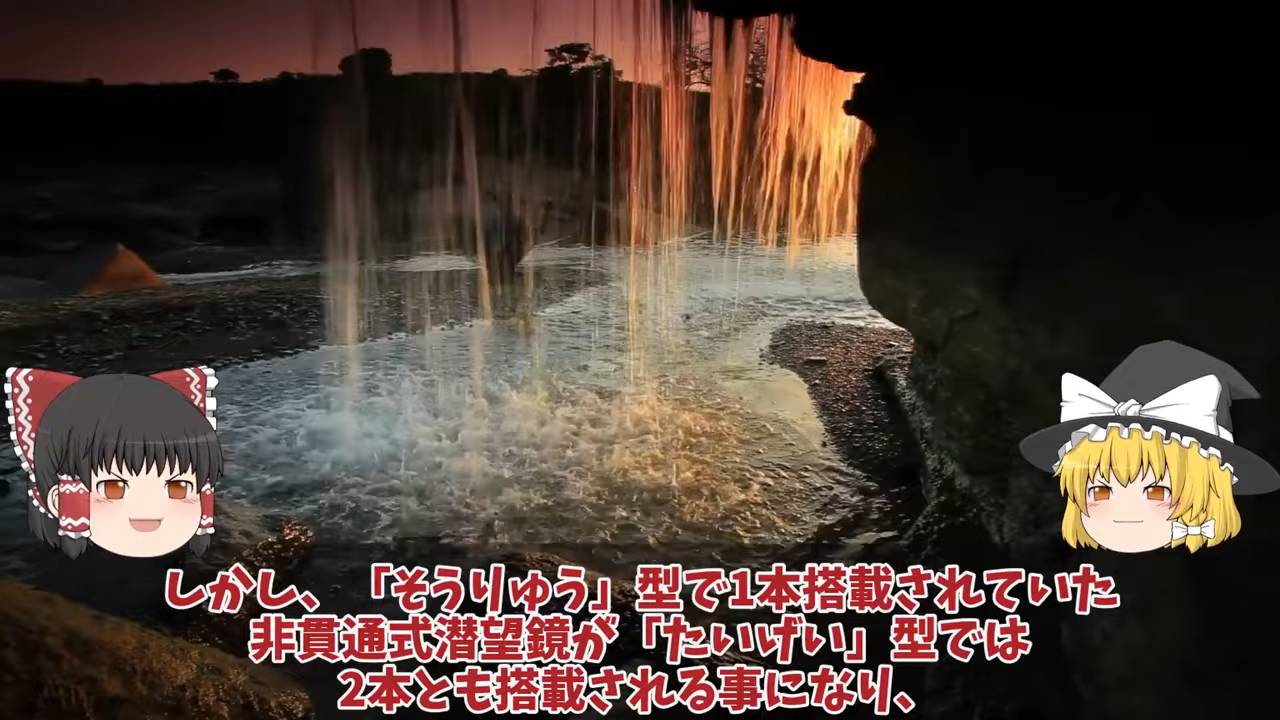 しかし、「そうりゅう」型で1本搭載されていた
非貫通式潜望鏡が「たいげい」型では
2本とも搭載される事になり、